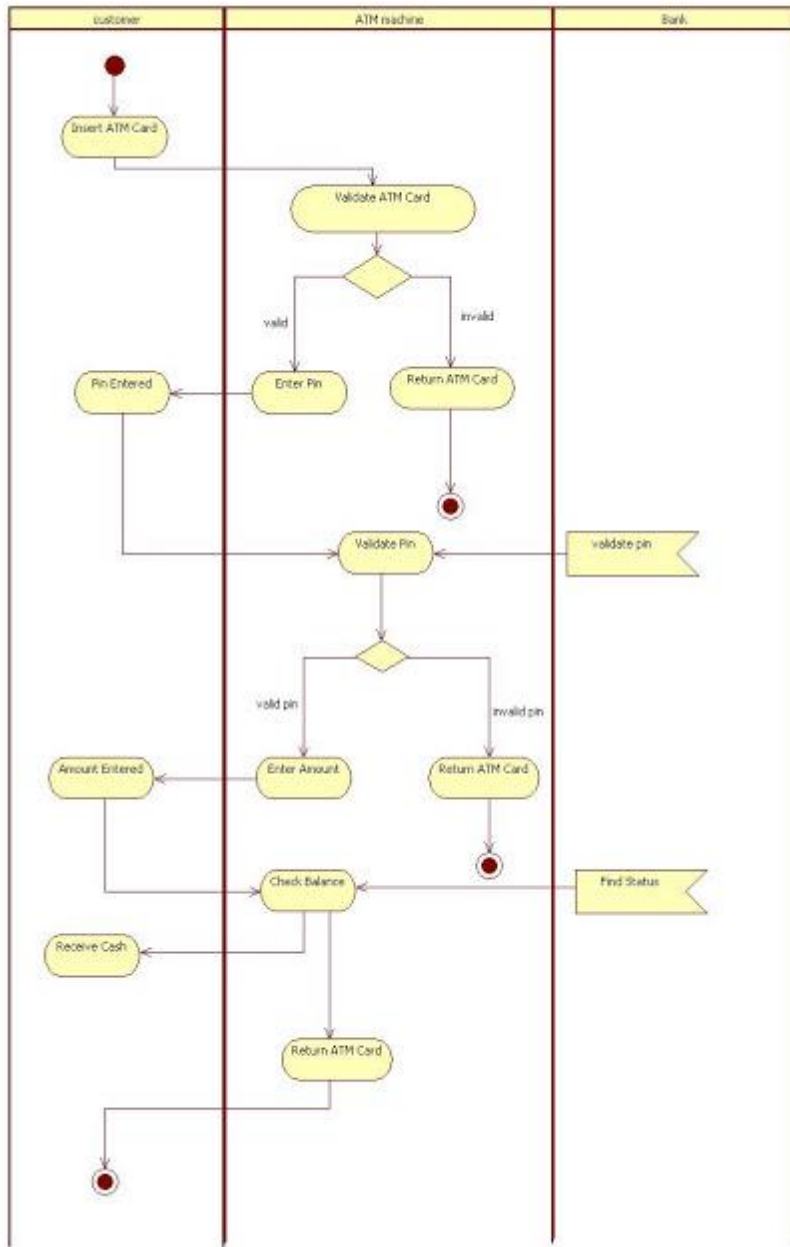 customer
ATM machine
Bank
Insert ATM Card
Validate ATM Card
valid
invalid
Pin Entered
Enter Pin
Return ATM Card
Validate Pin
validate pin
valid pin
invalid pin
Amount Entered
Enter Amount
Return ATM Card
Check Balance
Find Status
Receive Cash
Return ATM Card